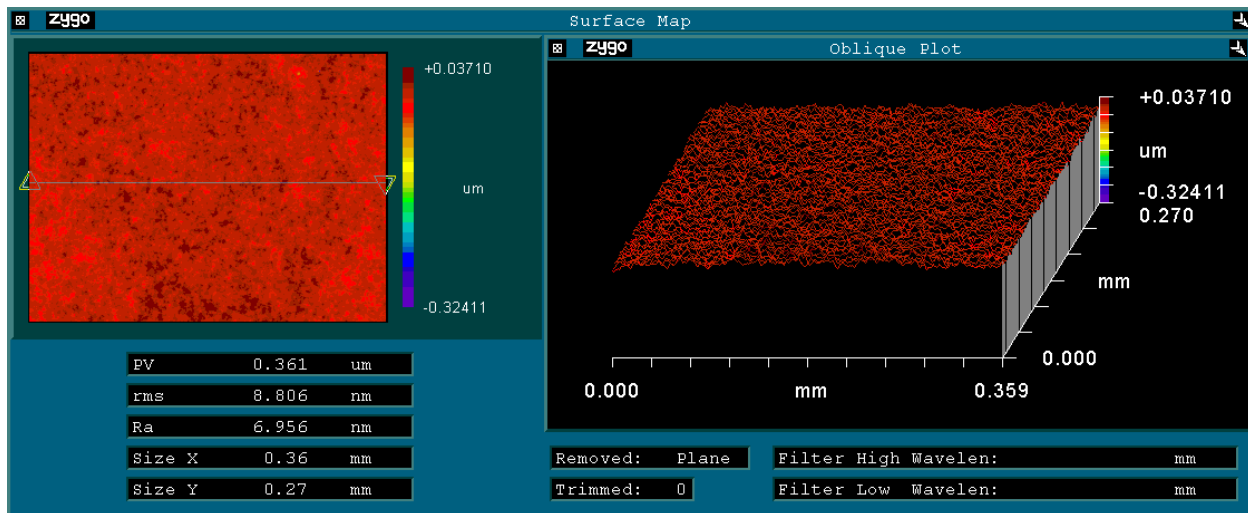 zygo Surface Map
+0.03710
um
-0.32411
PV 0.361 um
rms 8.806 nm
Ra 6.956 nm
Size X 0.36 mm
Size Y 0.27 mm
zygo Oblique Plot
+0.03710
um
-0.32411
0.270
mm
0.000
0.000 mm 0.359
Removed: Plane
Trimmed: 0
Filter High Wavelen: mm
Filter Low Wavelen: mm